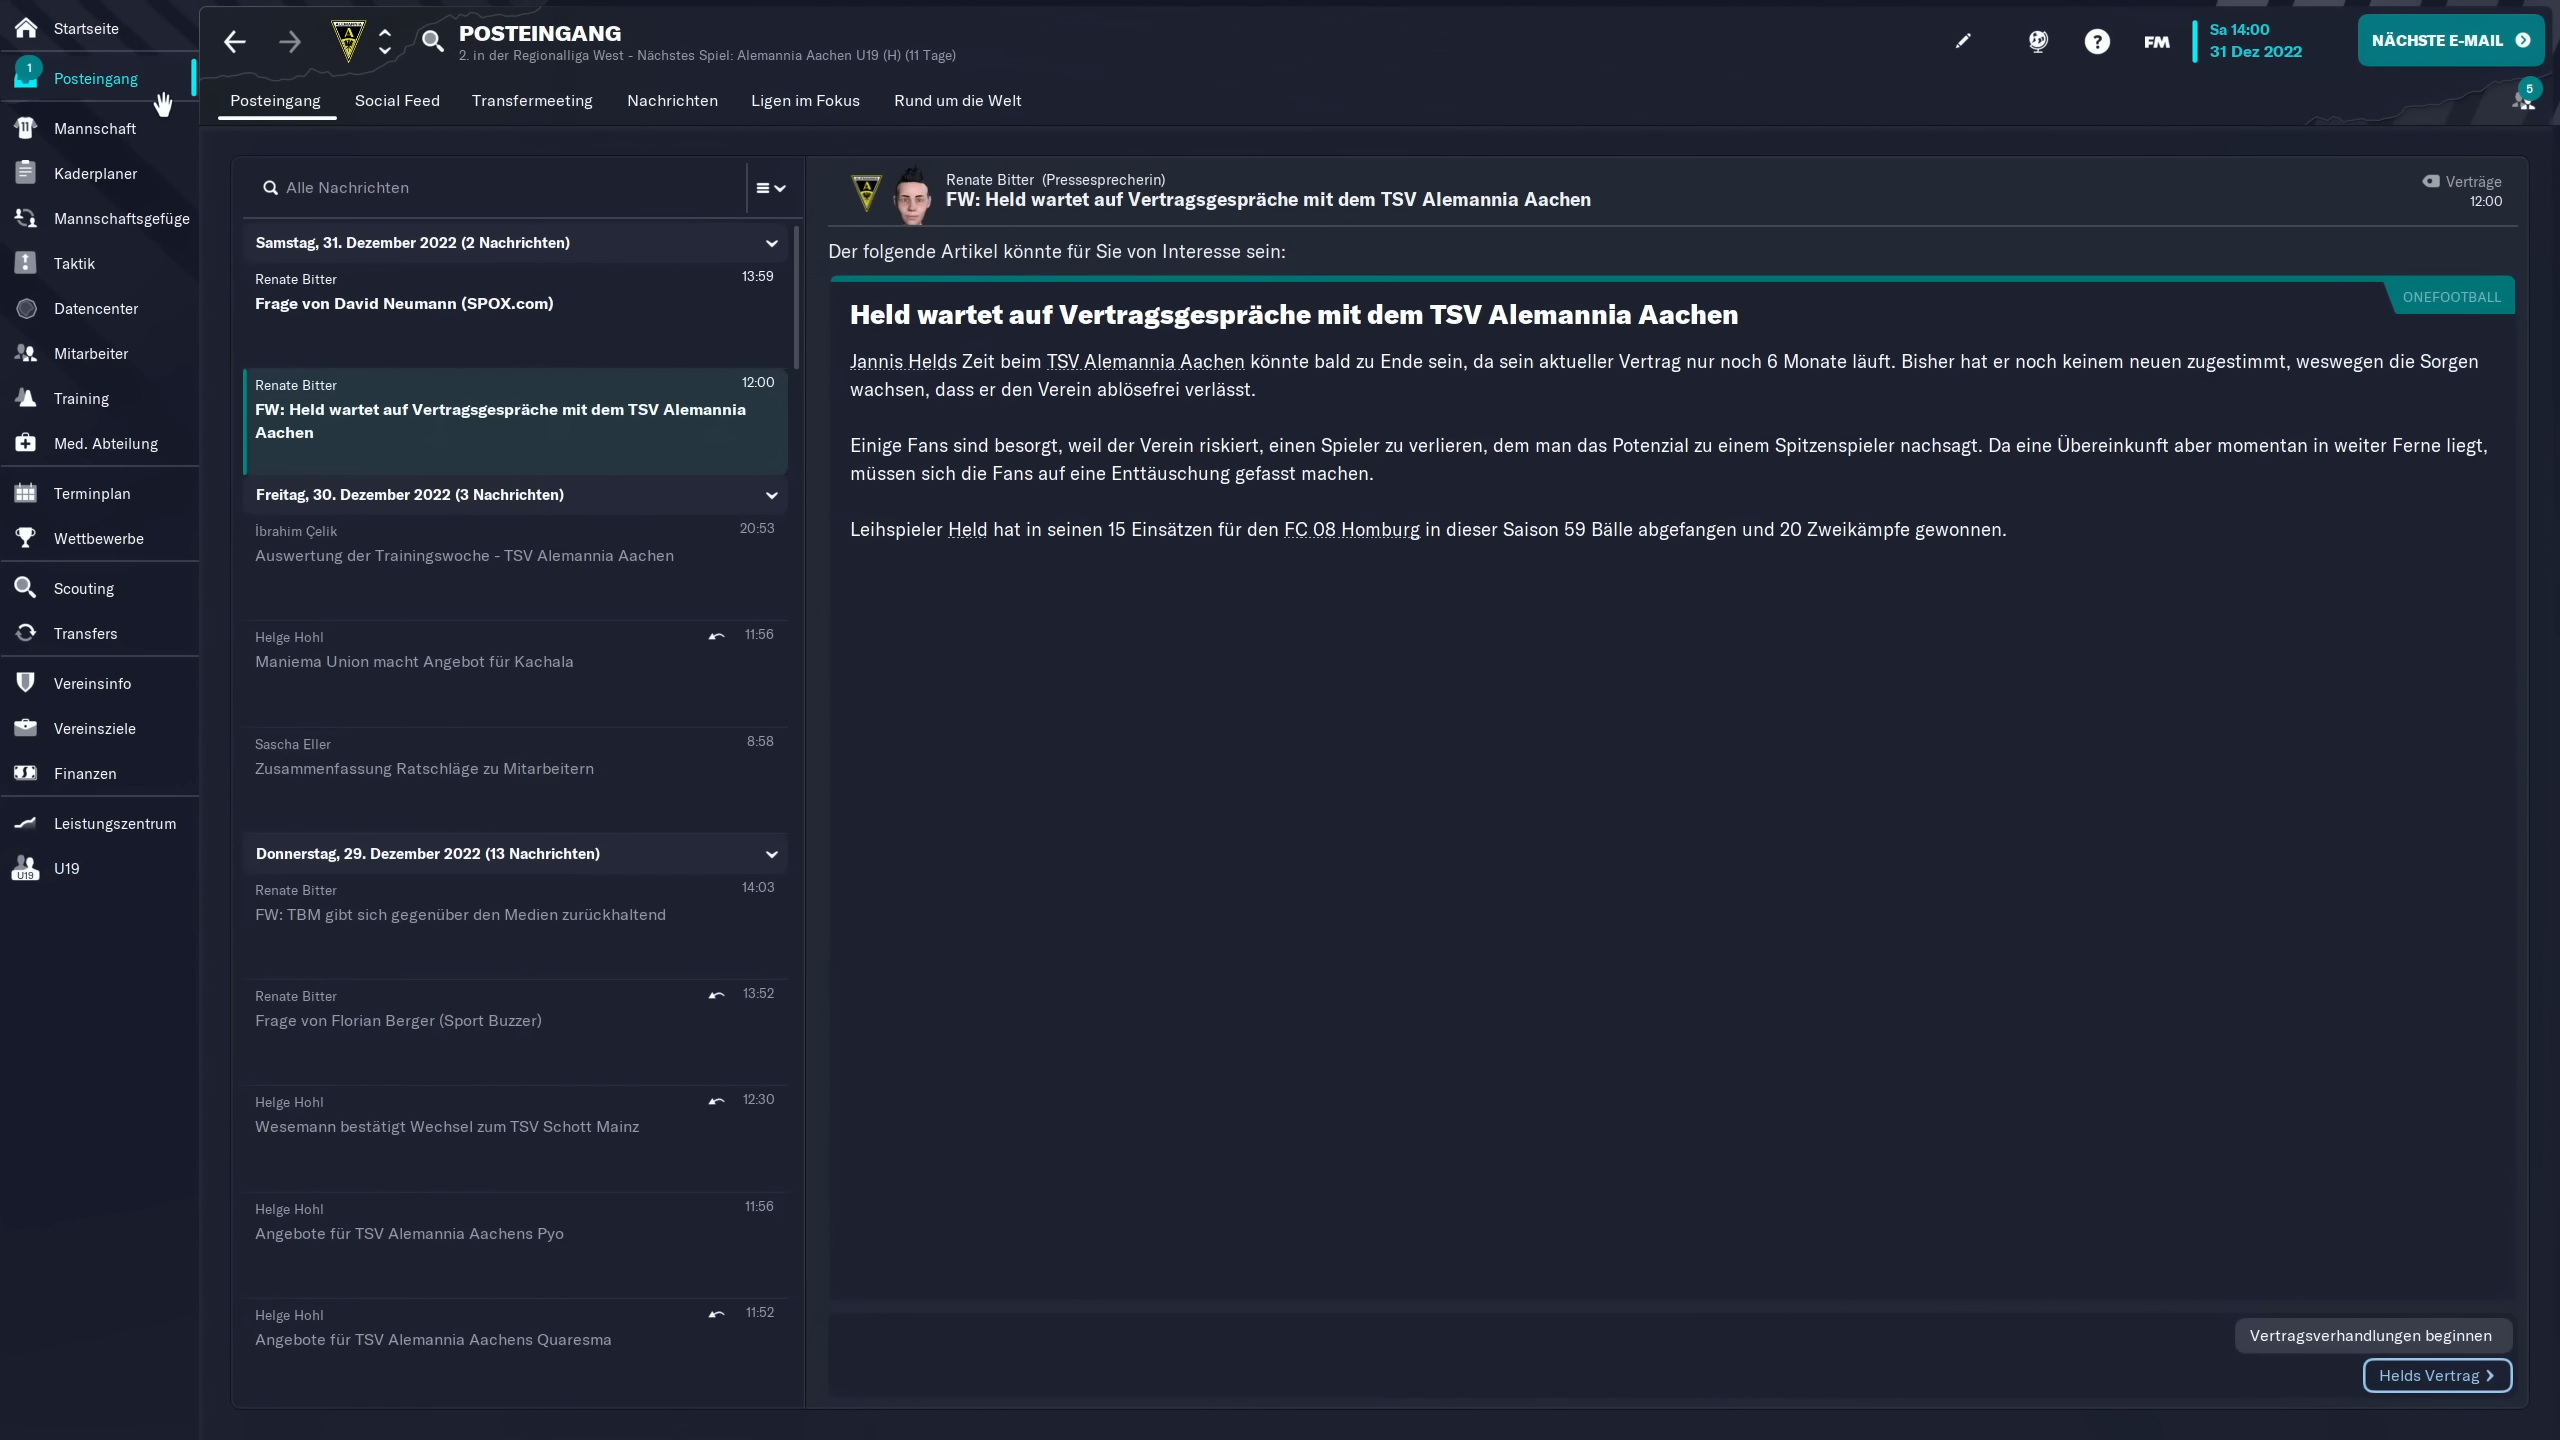 Startseite
1
Posteingang
Mannschaft
11
Kaderplaner
Mannschaftsgefüge
Taktik
Datencenter
Mitarbeiter
Training
Med. Abteilung
Terminplan
Wettbewerbe
Scouting
Transfers
Vereinsinfo
Vereinsziele
Finanzen
Leistungszentrum
U19
U19
POSTEINGANG
2. in der Regionalliga West - Nächstes Spiel: Alemannia Aachen U19 (H) (11 Tage)
?
FM
Sa 14:00
31 Dez 2022
NÄCHSTE E-MAIL
Posteingang
Social Feed
Transfermeeting
Nachrichten
Ligen im Fokus
Rund um die Welt
5
Alle Nachrichten
Samstag, 31. Dezember 2022 (2 Nachrichten)
Renate Bitter 13:59
Frage von David Neumann (SPOX.com)
Renate Bitter 12:00
FW: Held wartet auf Vertragsgespräche mit dem TSV Alemannia
Aachen
Freitag, 30. Dezember 2022 (3 Nachrichten)
İbrahim Çelik 20:53
Auswertung der Trainingswoche - TSV Alemannia Aachen
Helge Hohl 11:56
Maniema Union macht Angebot für Kachala
Sascha Eller 8:58
Zusammenfassung Ratschläge zu Mitarbeitern
Donnerstag, 29. Dezember 2022 (13 Nachrichten)
Renate Bitter 14:03
FW: TBM gibt sich gegenüber den Medien zurückhaltend
Renate Bitter 13:52
Frage von Florian Berger (Sport Buzzer)
Helge Hohl 12:30
Wesemann bestätigt Wechsel zum TSV Schott Mainz
Helge Hohl 11:56
Angebote für TSV Alemannia Aachens Pyo
Helge Hohl 11:52
Angebote für TSV Alemannia Aachens Quaresma
Renate Bitter (Pressesprecherin)
FW: Held wartet auf Vertragsgespräche mit dem TSV Alemannia Aachen
Verträge
12:00
Der folgende Artikel könnte für Sie von Interesse sein:
ONEFOOTBALL
Held wartet auf Vertragsgespräche mit dem TSV Alemannia Aachen
Jannis Helds Zeit beim TSV Alemannia Aachen könnte bald zu Ende sein, da sein aktueller Vertrag nur noch 6 Monate läuft. Bisher hat er noch keinem neuen zugestimmt, weswegen die Sorgen
wachsen, dass er den Verein ablösefrei verlässt.
Einige Fans sind besorgt, weil der Verein riskiert, einen Spieler zu verlieren, dem man das Potenzial zu einem Spitzenspieler nachsagt. Da eine Übereinkunft aber momentan in weiter Ferne liegt,
müssen sich die Fans auf eine Enttäuschung gefasst machen.
Leihspieler Held hat in seinen 15 Einsätzen für den FC 08 Homburg in dieser Saison 59 Bälle abgefangen und 20 Zweikämpfe gewonnen.
Vertragsverhandlungen beginnen
Helds Vertrag